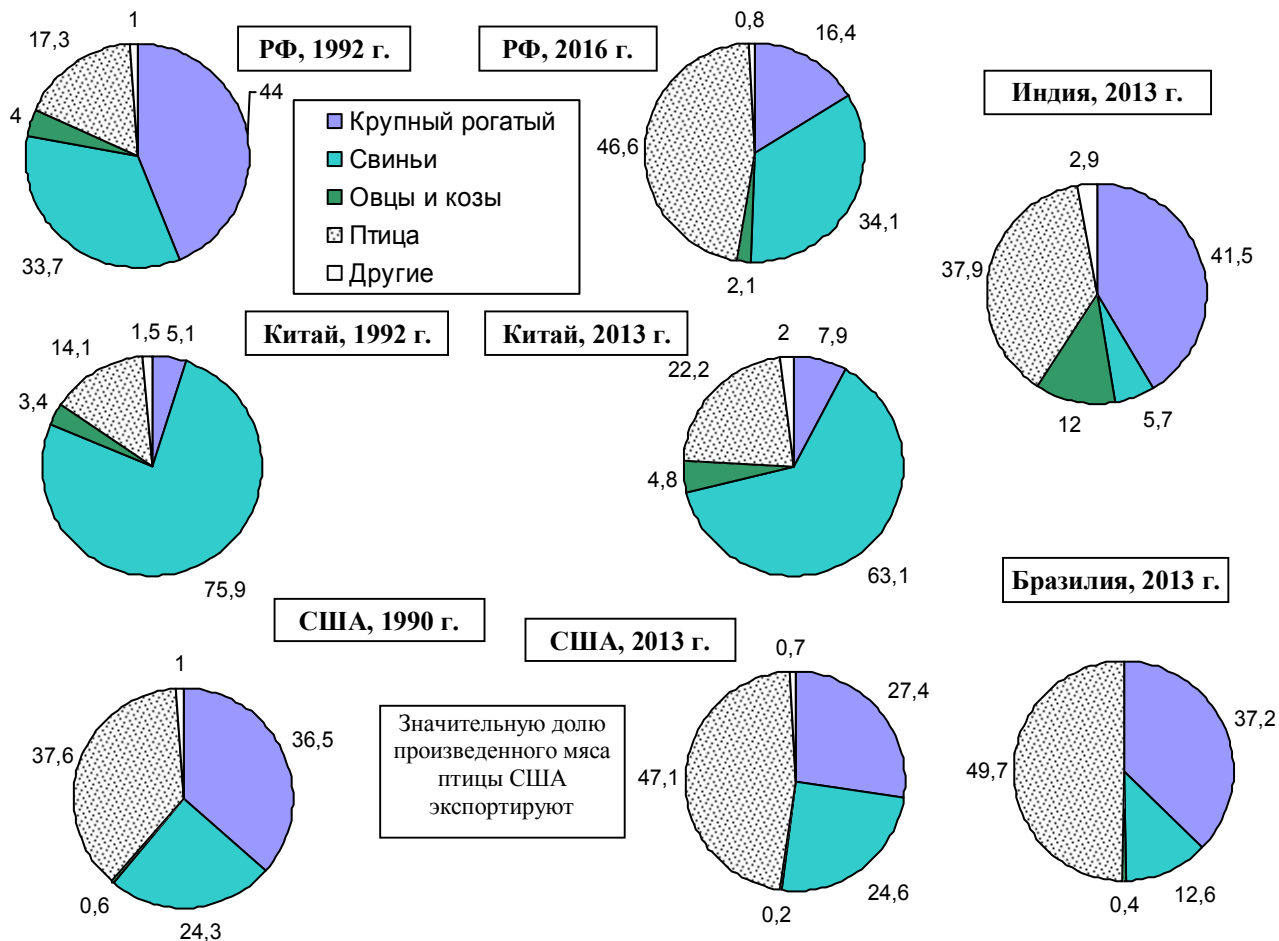 РФ, 1992 г.
1
17,3
44
4
33,7
Крупный рогатый
Свиньи
Овцы и козы
Птица
Другие
РФ, 2016 г.
0,8
16,4
46,6
34,1
2,1
Индия, 2013 г.
2,9
41,5
37,9
12
5,7
Китай, 1992 г.
1,5
5,1
14,1
3,4
75,9
Китай, 2013 г.
2
7,9
22,2
4,8
63,1
США, 1990 г.
1
36,5
37,6
0,6
24,3
Значительную долю
произведенного мяса
птицы США
экспортируют
США, 2013 г.
0,7
27,4
47,1
0,2
24,6
Бразилия, 2013 г.
37,2
49,7
0,4
12,6